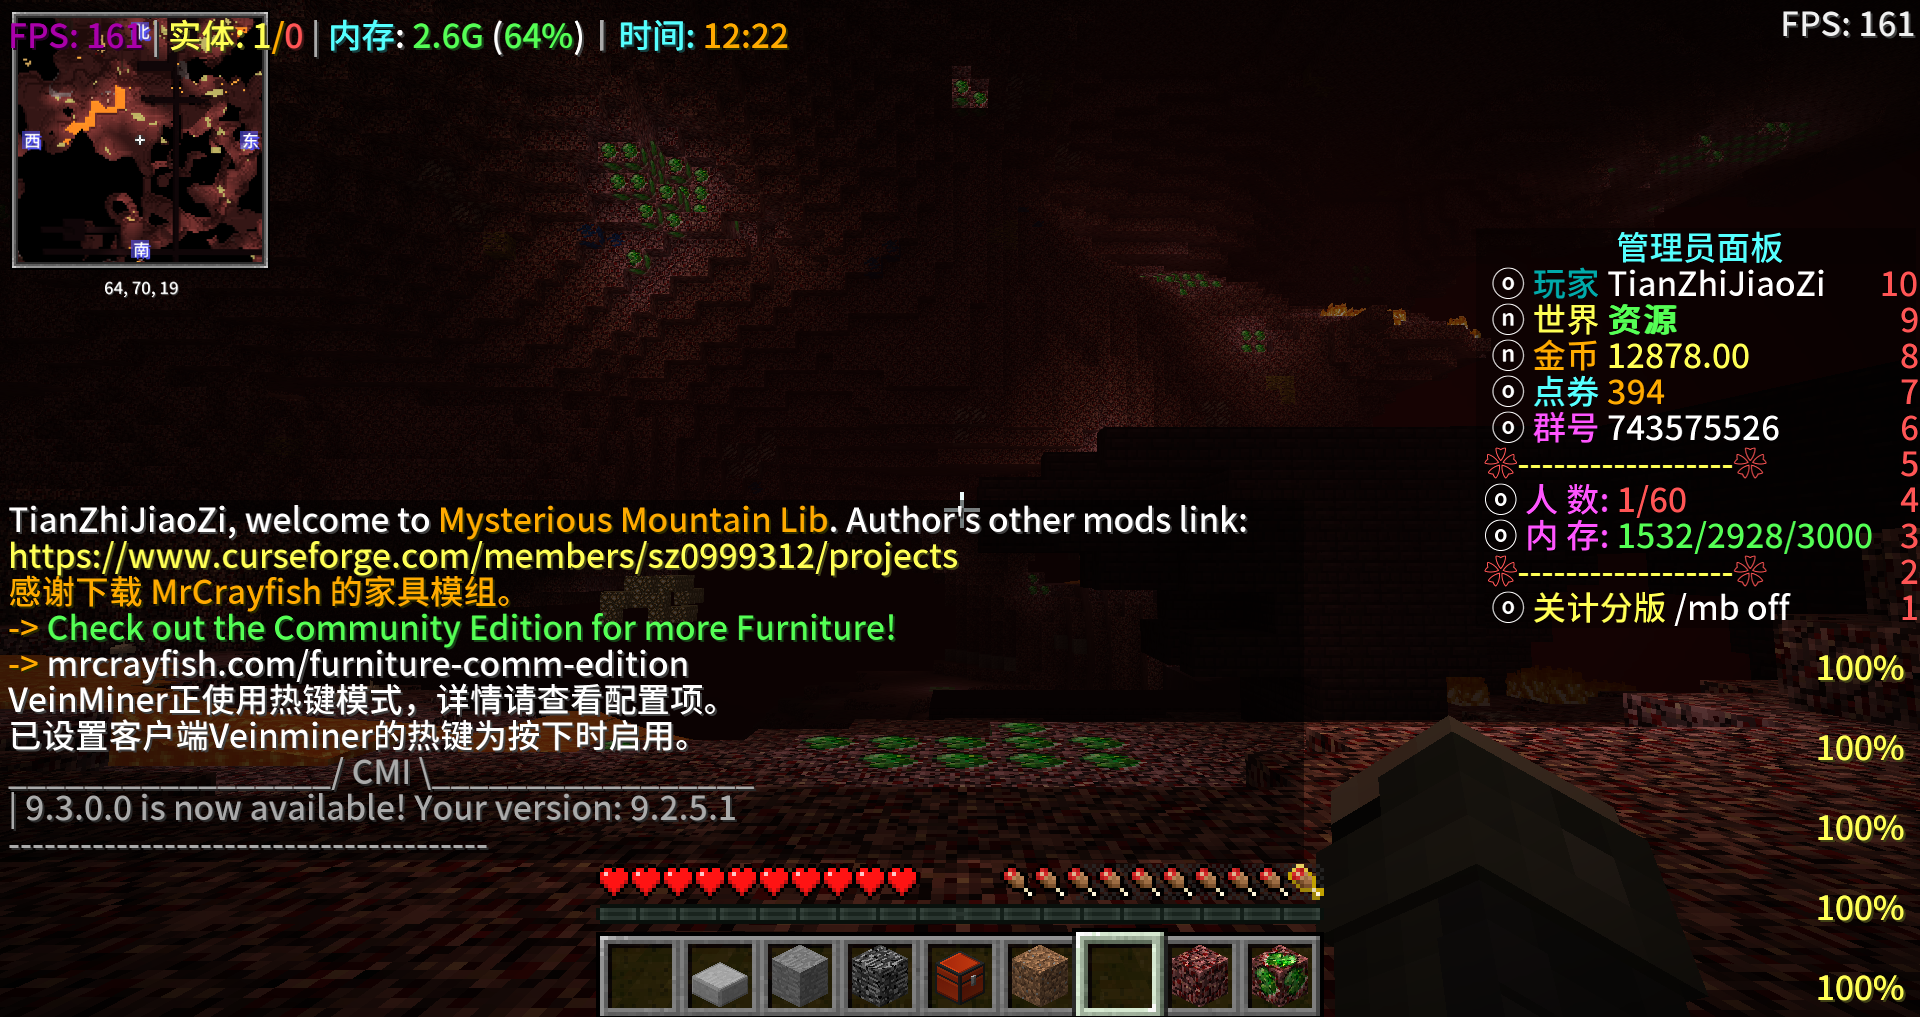 FPS: 161 | 实体: 1/0 | 内存: 2.6G (64%) | 时间: 12:22
FPS: 161
北
西
东
南
64, 70, 19
管理员面板
o 玩家 TianZhiJiaoZi 10
n 世界 资源 9
n 金币 12878.00 8
o 点券 394 7
o 群号 743575526 6
❀-----------------❀ 5
o 人 数: 1/60 4
o 内 存: 1532/2928/3000 3
❀-----------------❀ 2
o 关计分版 /mb off 1
TianZhiJiaoZi, welcome to Mysterious Mountain Lib. Author's other mods link:
https://www.curseforge.com/members/sz0999312/projects
感谢下载 MrCrayfish 的家具模组。
-> Check out the Community Edition for more Furniture!
-> mrcrayfish.com/furniture-comm-edition
VeinMiner正使用热键模式，详情请查看配置项。
已设置客户端Veinminer的热键为按下时启用。
____________________/ CMI \____________________
| 9.3.0.0 is now available! Your version: 9.2.5.1
---------------------------------------
100%
100%
100%
100%
100%